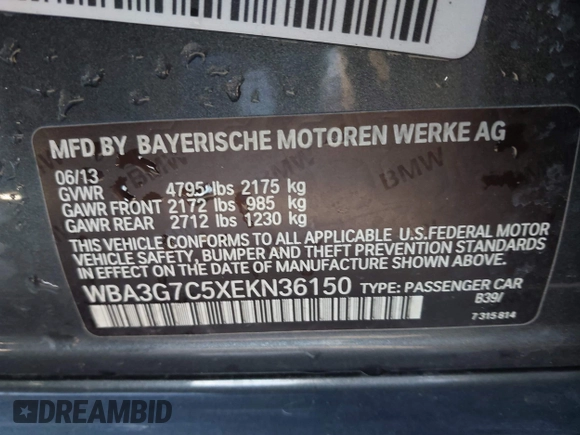 MFD BY BAYERISCHE MOTOREN WERKE AG
06/13
GVWR 4795 lbs 2175 kg
GAWR FRONT 2172 lbs 985 kg
GAWR REAR 2712 lbs 1230 kg
THIS VEHICLE CONFORMS TO ALL APPLICABLE U.S.FEDERAL MOTOR
VEHICLE SAFETY, BUMPER AND THEFT PREVENTION STANDARDS
IN EFFECT ON THE DATE OF MANUFACTURE SHOWN ABOVE.
WBA3G7C5XEKN36150 TYPE: PASSENGER CAR
B39/
7315814
BMW
DREAMBID